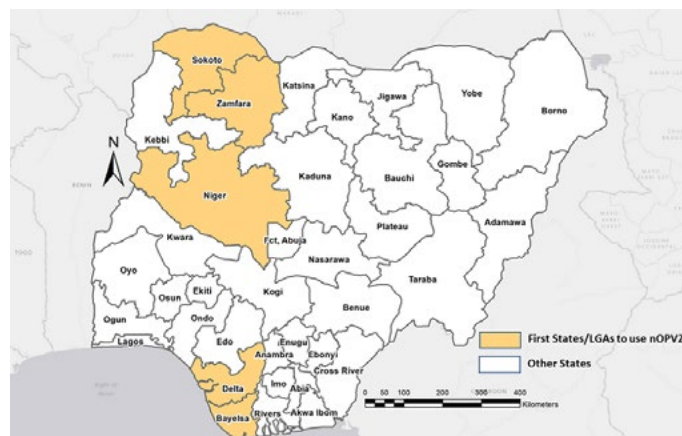 Sokoto
Katsina
Zamfara
Jigawa
Yobe
Borno
Kano
Kebbi
N
Gombe
Niger
Kaduna
Bauchi
BENIN
Adamawa
Plateau
Kwara
Fct, Abuja
TOGO
Nasarawa
Oyo
Taraba
Ekiti
Kogi
Osun
Benue
Ogun
Ondo
Lagos
Edo
Enugu
Anambra
Ebonyi
Cross River
First States/LGAs to use nOPV2
Other States
Delta
Imo
Abia
Bayelsa
Rivers
Akwa Ibom
0 50 100 200 300 400
Kilometers